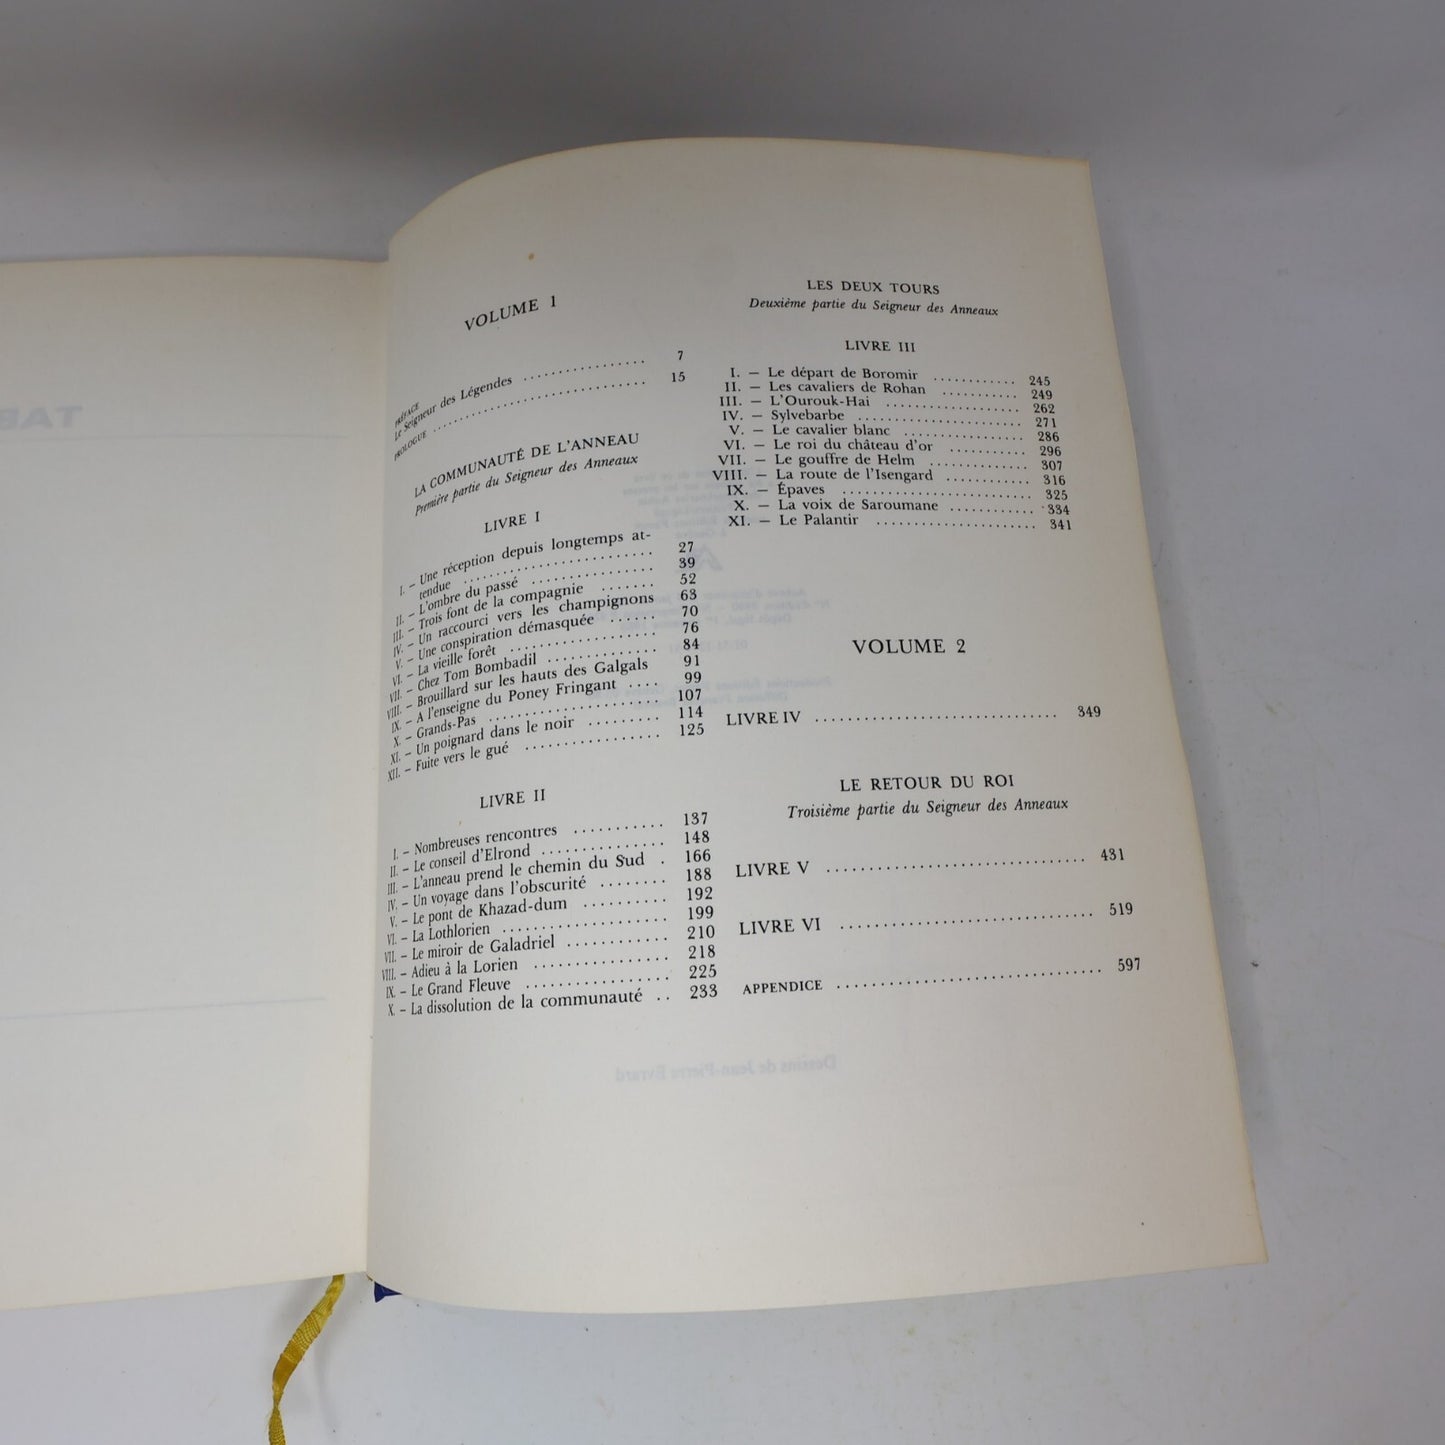 TAB
VOLUME 1
PRÉFACE
Le Seigneur des Légendes .................. 7
PROLOGUE .............................. 15
LA COMMUNAUTÉ DE L'ANNEAU
Première partie du Seigneur des Anneaux
LIVRE I
I. – Une réception depuis longtemps at-
tendue .......................... 27
II. – L'ombre du passé ................ 39
III. – Trois font de la compagnie ....... 52
IV. – Un raccourci vers les champignons 63
V. – Une conspiration démasquée ...... 70
VI. – La vieille forêt ................. 76
VII. – Chez Tom Bombadil .............. 84
VIII. – Brouillard sur les hauts des Galgals 91
IX. – A l'enseigne du Poney Fringant .... 99
X. – Grands-Pas ...................... 107
XI. – Un poignard dans le noir ......... 114
XII. – Fuite vers le gué ................ 125
LIVRE II
I. – Nombreuses rencontres ........... 137
II. – Le conseil d'Elrond .............. 148
III. – L'anneau prend le chemin du Sud . 166
IV. – Un voyage dans l'obscurité ........ 188
V. – Le pont de Khazad-dum .......... 192
VI. – La Lothlorien ................... 199
VII. – Le miroir de Galadriel ............ 210
VIII. – Adieu à la Lorien ................ 218
IX. – Le Grand Fleuve ................. 225
X. – La dissolution de la communauté .. 233
LES DEUX TOURS
Deuxième partie du Seigneur des Anneaux
LIVRE III
I. – Le départ de Boromir ............ 245
II. – Les cavaliers de Rohan ........... 249
III. – L'Ourouk-Hai .................... 262
IV. – Sylvebarbe ...................... 271
V. – Le cavalier blanc ................ 286
VI. – Le roi du château d'or ........... 296
VII. – Le gouffre de Helm .............. 307
VIII. – La route de l'Isengard ............ 316
IX. – Épaves .......................... 325
X. – La voix de Saroumane ............ 334
XI. – Le Palantir ...................... 341
VOLUME 2
LIVRE IV .............................. 349
LE RETOUR DU ROI
Troisième partie du Seigneur des Anneaux
LIVRE V ................................ 431
LIVRE VI ............................... 519
APPENDICE ................................ 597
Dessins de Jean-Pierre Evrard